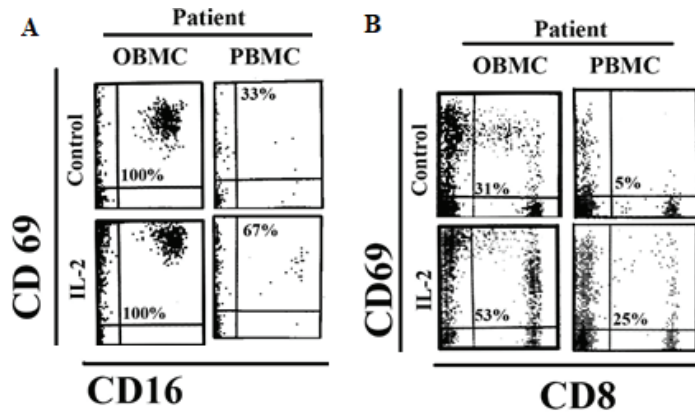 A
Patient
OBMC PBMC
CD 69
Control
100%
33%
IL-2
100%
67%
CD16
B
Patient
OBMC PBMC
CD69
Control
31%
5%
IL-2
53%
25%
CD8